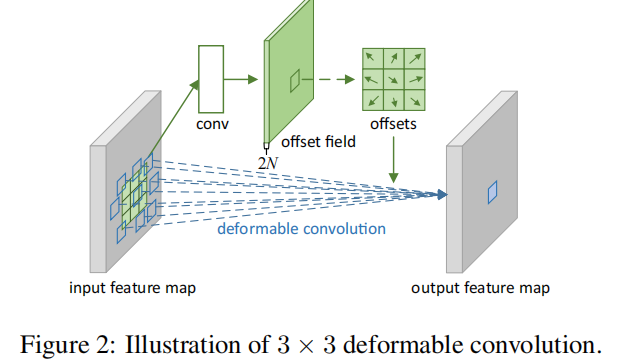 conv
offset field
offsets
2N
deformable convolution
input feature map
output feature map
Figure 2: Illustration of 3 × 3 deformable convolution.